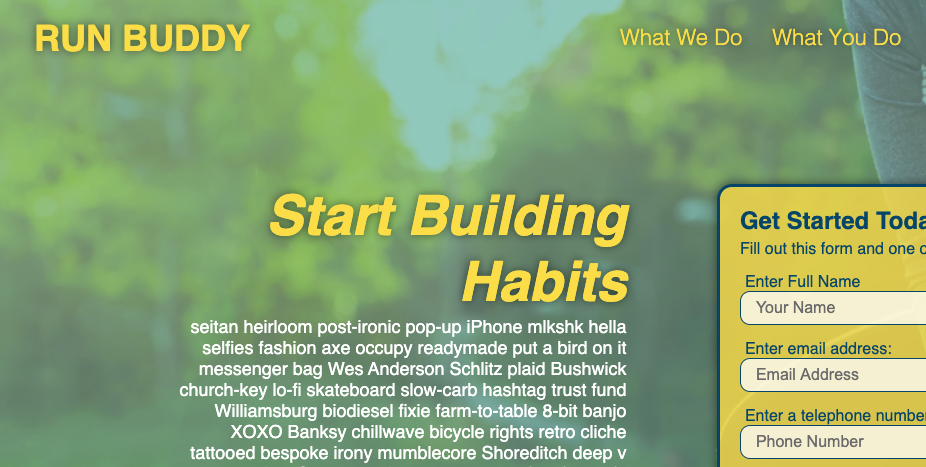 RUN BUDDY
What We Do What You Do
Start Building
Habits
seitan heirloom post-ironic pop-up iPhone mlkshk hella
selfies fashion axe occupy readymade put a bird on it
messenger bag Wes Anderson Schlitz plaid Bushwick
church-key lo-fi skateboard slow-carb hashtag trust fund
Williamsburg biodiesel fixie farm-to-table 8-bit banjo
XOXO Banksy chillwave bicycle rights retro cliche
tattooed bespoke irony mumblecore Shoreditch deep v
Get Started
Fill out this form and one
Enter Full Name
Your Name
Enter email address:
Email Address
Enter a telephone
Phone Number